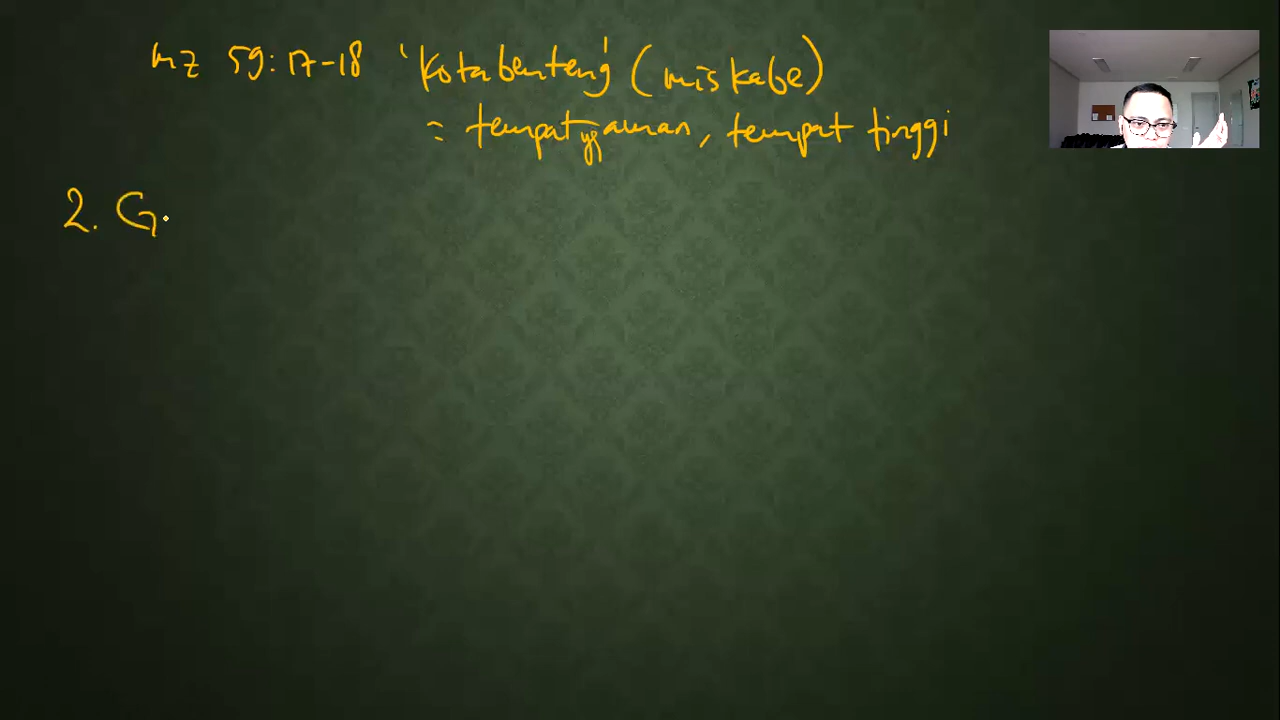 Mz 59:17-18 'Kota benteng' (miskabe)
= tempat yg aman, tempat tinggi
2. G.